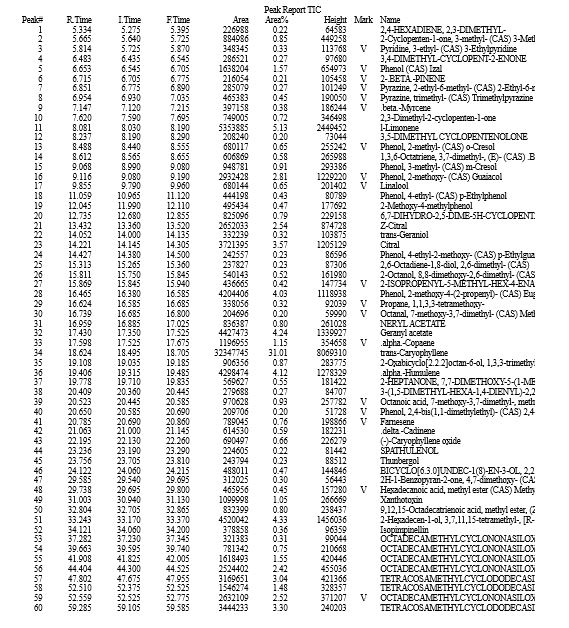 Peak Report TIC
Peak# R.Time I.Time F.Time Area Area% Height Mark Name
1 5.334 5.275 5.395 226988 0.22 64583 2,4-HEXADIENE, 2,3-DIMETHYL-
2 5.665 5.640 5.725 884986 0.85 449258 2-Cyclopenten-1-one, 3-methyl- (CAS) 3-Meth
3 5.814 5.725 5.870 348345 0.33 113768 V Pyridine, 3-ethyl- (CAS) 3-Ethylpyridine
4 6.483 6.435 6.545 286521 0.27 97680 3,4-DIMETHYL-CYCLOPENT-2-ENONE
5 6.653 6.545 6.705 1638204 1.57 654973 V Phenol (CAS) Izal
6 6.715 6.705 6.775 216054 0.21 105458 V 2-.BETA.-PINENE
7 6.851 6.775 6.890 285079 0.27 101249 V Pyrazine, 2-ethyl-6-methyl- (CAS) 2-Ethyl-6-r
8 6.954 6.930 7.035 465383 0.45 190050 V Pyrazine, trimethyl- (CAS) Trimethylpyrazine
9 7.147 7.120 7.215 397158 0.38 186244 V .beta.-Myrcene
10 7.620 7.590 7.695 749005 0.72 346498 2,3-Dimethyl-2-cyclopenten-1-one
11 8.081 8.030 8.190 5353885 5.13 2449452 l-Limonene
12 8.237 8.190 8.290 208240 0.20 73044 3,5-DIMETHYL CYCLOPENTENOLONE
13 8.488 8.440 8.555 680117 0.65 255242 V Phenol, 2-methyl- (CAS) o-Cresol
14 8.612 8.565 8.655 606869 0.58 265988 1,3,6-Octatriene, 3,7-dimethyl-, (E)- (CAS) .B
15 9.068 8.990 9.080 948781 0.91 293386 Phenol, 3-methyl- (CAS) m-Cresol
16 9.116 9.080 9.190 2932428 2.81 1229220 V Phenol, 2-methoxy- (CAS) Guaiacol
17 9.855 9.790 9.960 680144 0.65 201402 V Linalool
18 11.059 10.965 11.120 444198 0.43 80789 Phenol, 4-ethyl- (CAS) p-Ethylphenol
19 12.045 11.990 12.110 495434 0.47 177692 2-Methoxy-4-methylphenol
20 12.735 12.680 12.855 825096 0.79 229158 6,7-DIHYDRO-2,5-DIME-5H-CYCLOPENT
21 13.432 13.360 13.520 2652033 2.54 874728 Z-Citral
22 14.052 14.000 14.135 332239 0.32 103875 trans-Geraniol
23 14.221 14.145 14.305 3721395 3.57 1205129 Citral
24 14.427 14.380 14.500 242557 0.23 86596 Phenol, 4-ethyl-2-methoxy- (CAS) p-Ethylgua
25 15.313 15.265 15.360 237827 0.23 87306 2,6-Octadiene-1,8-diol, 2,6-dimethyl- (CAS)
26 15.811 15.750 15.845 540143 0.52 161980 2-Octanol, 8,8-dimethoxy-2,6-dimethyl- (CAS
27 15.869 15.845 15.940 436665 0.42 147734 V 2-ISOPROPENYL-5-METHYL-HEX-4-ENA
28 16.465 16.380 16.585 4204406 4.03 1118938 Phenol, 2-methoxy-4-(2-propenyl)- (CAS) Eug
29 16.624 16.585 16.685 338056 0.32 92039 V Propane, 1,1,3,3-tetramethoxy-
30 16.739 16.685 16.800 204696 0.20 59990 V Octanal, 7-methoxy-3,7-dimethyl- (CAS) Met
31 16.959 16.885 17.025 836387 0.80 261028 NERYL ACETATE
32 17.430 17.350 17.525 4427473 4.24 1339927 Geranyl acetate
33 17.598 17.525 17.675 1196955 1.15 354658 V .alpha.-Copaene
34 18.624 18.495 18.705 32347745 31.01 8069310 trans-Caryophyllene
35 19.108 19.035 19.185 906356 0.87 283775 2-Oxabicyclo[2.2.2]octan-6-ol, 1,3,3-trimethyl
36 19.406 19.315 19.485 4298474 4.12 1278329 .alpha.-Humulene
37 19.778 19.710 19.835 569627 0.55 181422 2-HEPTANONE, 7,7-DIMETHOXY-5-(1-ME
38 20.409 20.360 20.445 279688 0.27 84707 3-(1,5-DIMETHYL-HEXA-1,4-DIENYL)-2,2
39 20.523 20.445 20.585 970628 0.93 257782 V Octanoic acid, 7-methoxy-3,7-dimethyl-, meth
40 20.650 20.585 20.690 209706 0.20 51728 V Phenol, 2,4-bis(1,1-dimethylethyl)- (CAS) 2,4
41 20.785 20.690 20.860 789045 0.76 198866 V Farnesene
42 21.063 21.000 21.145 614530 0.59 182231 .delta.-Cadinene
43 22.195 22.130 22.260 690497 0.66 226279 (-)-Caryophyllene oxide
44 23.236 23.190 23.290 224605 0.22 81442 SPATHULENOL
45 23.756 23.705 23.810 243794 0.23 88512 Thunbergol
46 24.122 24.060 24.215 488011 0.47 144846 BICYCLO[6.3.0]UNDEC-1(8)-EN-3-OL, 2,2
47 29.585 29.540 29.695 312025 0.30 56443 2H-1-Benzopyran-2-one, 4,7-dimethoxy- (CA
48 29.738 29.695 29.800 465956 0.45 157280 V Hexadecanoic acid, methyl ester (CAS) Methy
49 31.003 30.940 31.130 1099998 1.05 266669 Xanthotoxin
50 32.804 32.705 32.865 832399 0.80 238437 9,12,15-Octadecatrienoic acid, methyl ester, (Z
51 33.243 33.170 33.370 4520042 4.33 1456036 2-Hexadecen-1-ol, 3,7,11,15-tetramethyl-, [R-
52 34.121 34.060 34.200 378858 0.36 96359 Isopimpinellin
53 37.282 37.230 37.345 321383 0.31 99044 OCTADECAMETHYLCYCLONONASILOX
54 39.663 39.595 39.740 781342 0.75 210668 OCTADECAMETHYLCYCLONONASILOX
55 41.908 41.825 42.000 1618493 1.55 420446 OCTADECAMETHYLCYCLONONASILOX
56 44.404 44.300 44.525 2524402 2.42 455036 OCTADECAMETHYLCYCLONONASILOX
57 47.802 47.675 47.955 3169651 3.04 421366 TETRACOSAMETHYLCYCLODODECASI
58 52.510 52.375 52.525 1546274 1.48 328357 TETRACOSAMETHYLCYCLODODECASI
59 52.559 52.525 52.775 2632109 2.52 371207 V OCTADECAMETHYLCYCLONONASILOX
60 59.285 59.105 59.585 3444233 3.30 240203 TETRACOSAMETHYLCYCLODODECASI